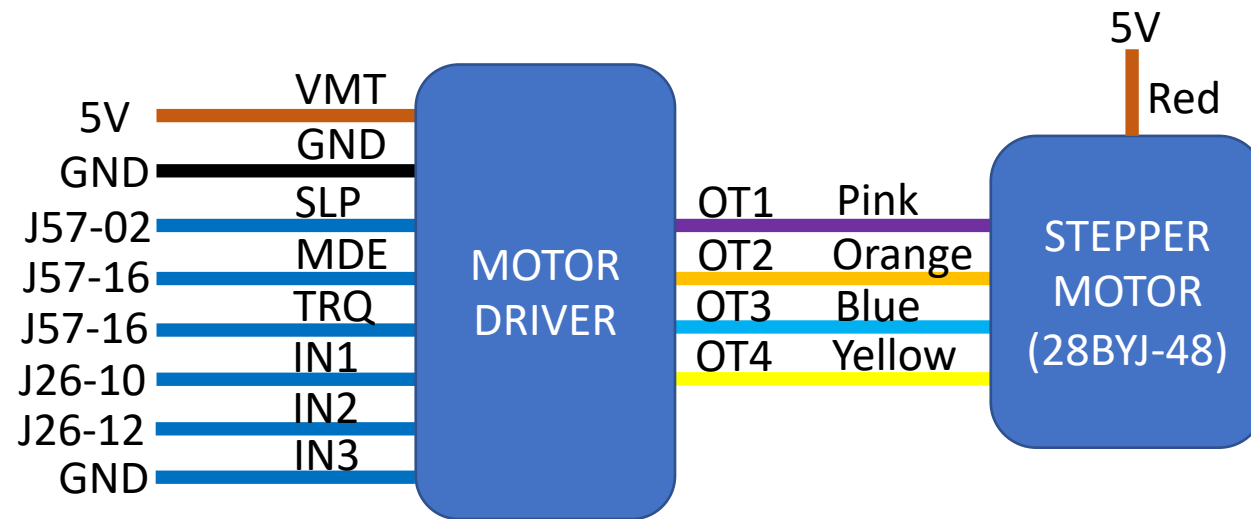 5V
Red
5V VMT
GND GND
J57-02 SLP
J57-16 MDE
J57-16 TRQ
J26-10 IN1
J26-12 IN2
GND IN3
MOTOR
DRIVER
OT1 Pink
OT2 Orange
OT3 Blue
OT4 Yellow
STEPPER
MOTOR
(28BYJ-48)